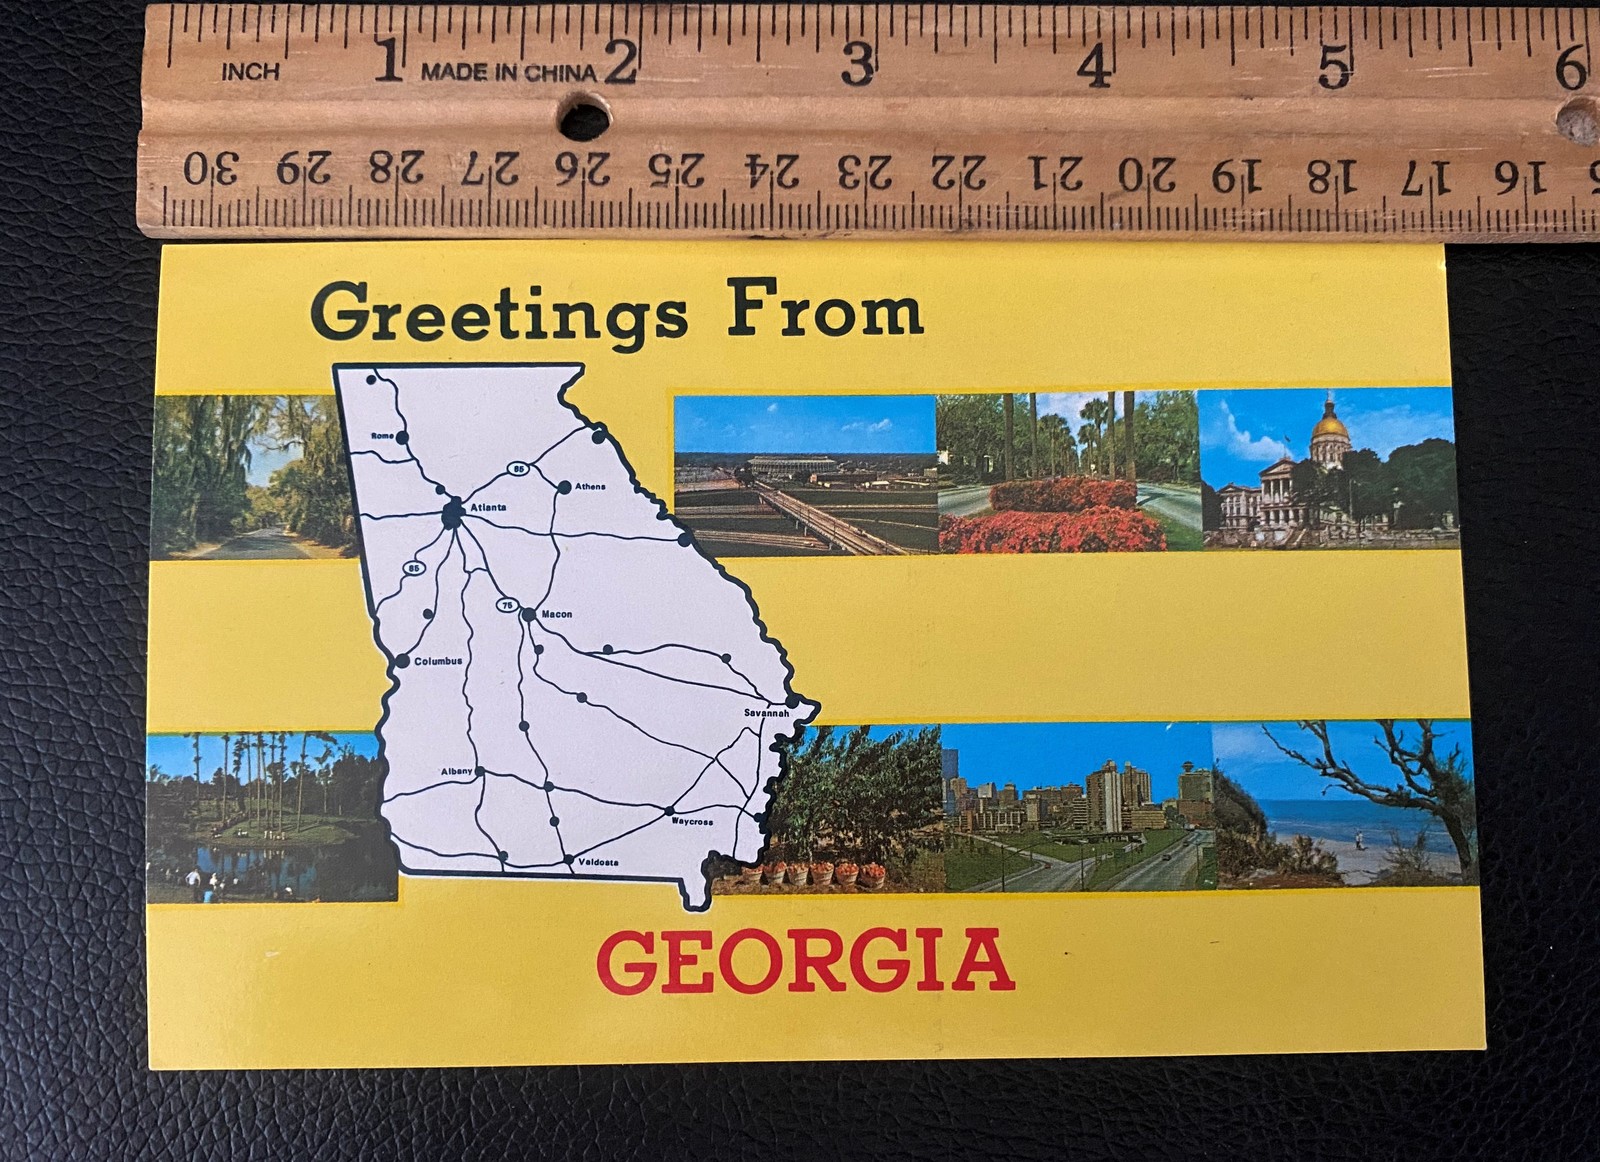 1 2 3 4 5 6
INCH MADE IN CHINA
30 29 28 27 26 25 24 23 22 21 20 19 18 17 16
Greetings From
Rome
85
Athens
Atlanta
85
75
Macon
Columbus
Savannah
Albany
Waycross
Valdosta
GEORGIA